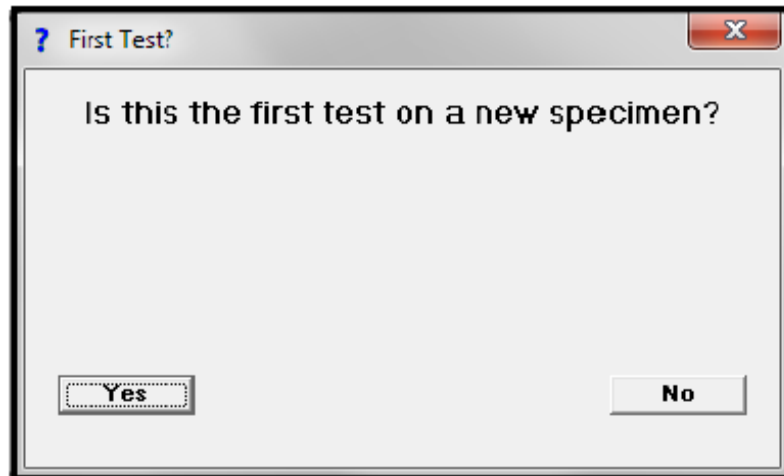 ? First Test?
X
Is this the first test on a new specimen?
Yes
No